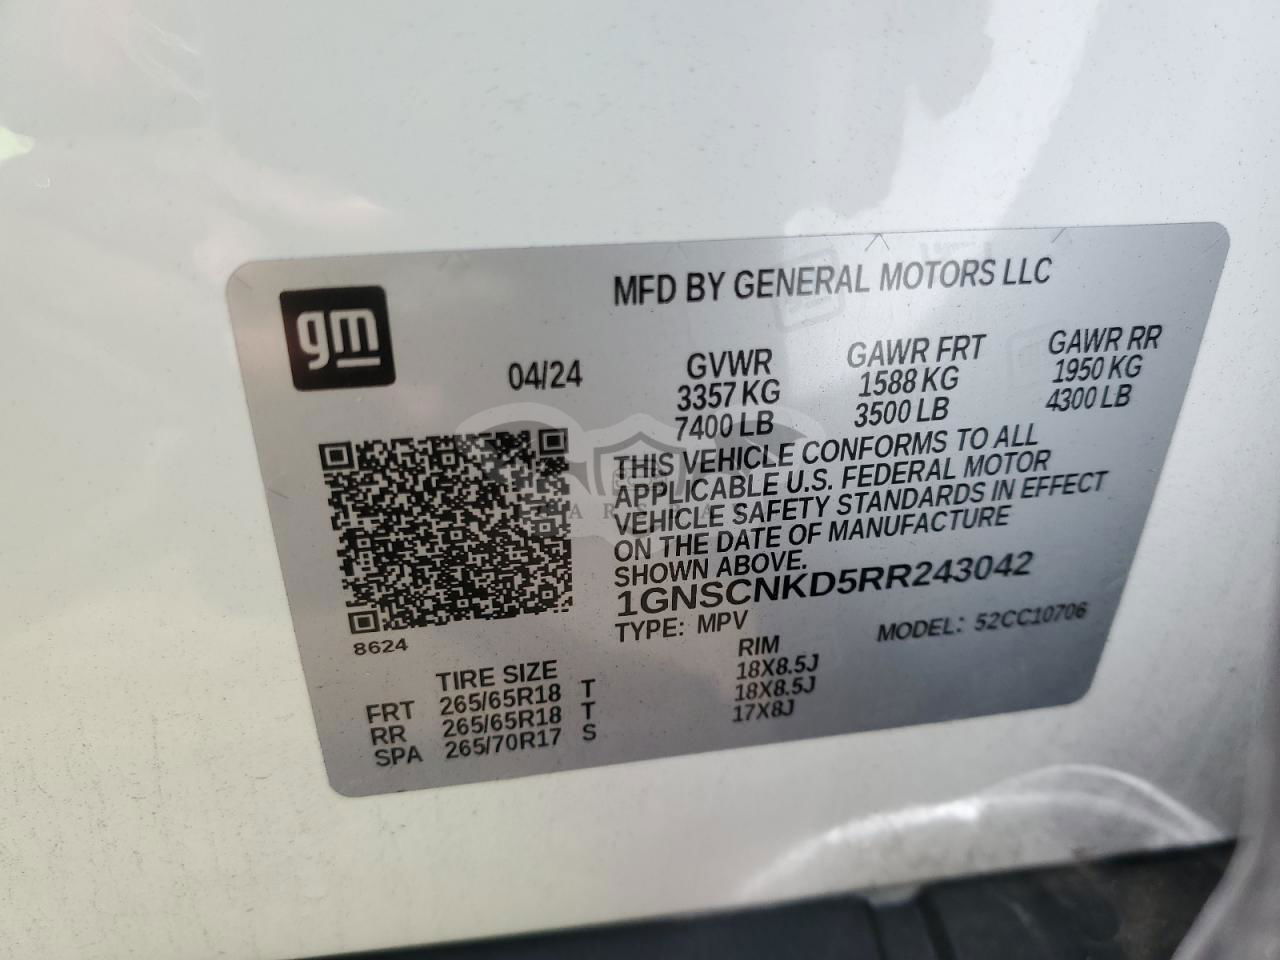 gm
MFD BY GENERAL MOTORS LLC
04/24
GVWR
3357 KG
7400 LB
GAWR FRT
1588 KG
3500 LB
GAWR RR
1950 KG
4300 LB
THIS VEHICLE CONFORMS TO ALL
APPLICABLE U.S. FEDERAL MOTOR
VEHICLE SAFETY STANDARDS IN EFFECT
ON THE DATE OF MANUFACTURE
SHOWN ABOVE.
1GNSCNKD5RR243042
TYPE: MPV
MODEL: 52CC10706
8624
TIRE SIZE RIM
FRT 265/65R18 T 18X8.5J
RR 265/65R18 T 18X8.5J
SPA 265/70R17 S 17X8J